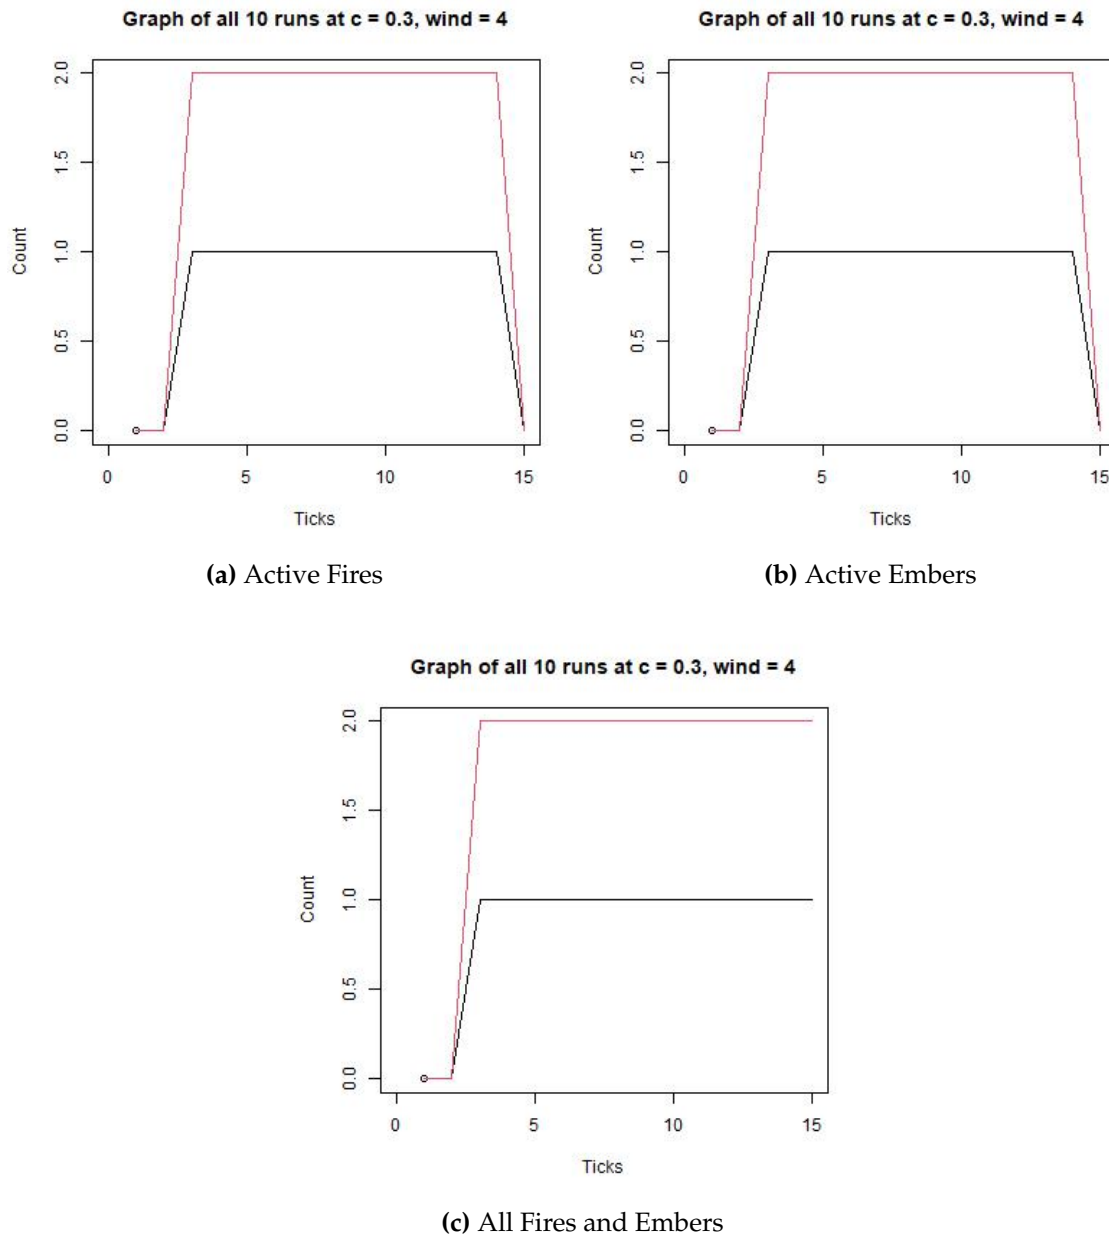 Graph of all 10 runs at c = 0.3, wind = 4
2.0
1.5
1.0
0.5
0.0
Count
0 5 10 15
Ticks
(a) Active Fires
Graph of all 10 runs at c = 0.3, wind = 4
2.0
1.5
1.0
0.5
0.0
Count
0 5 10 15
Ticks
(b) Active Embers
Graph of all 10 runs at c = 0.3, wind = 4
2.0
1.5
1.0
0.5
0.0
Count
0 5 10 15
Ticks
(c) All Fires and Embers